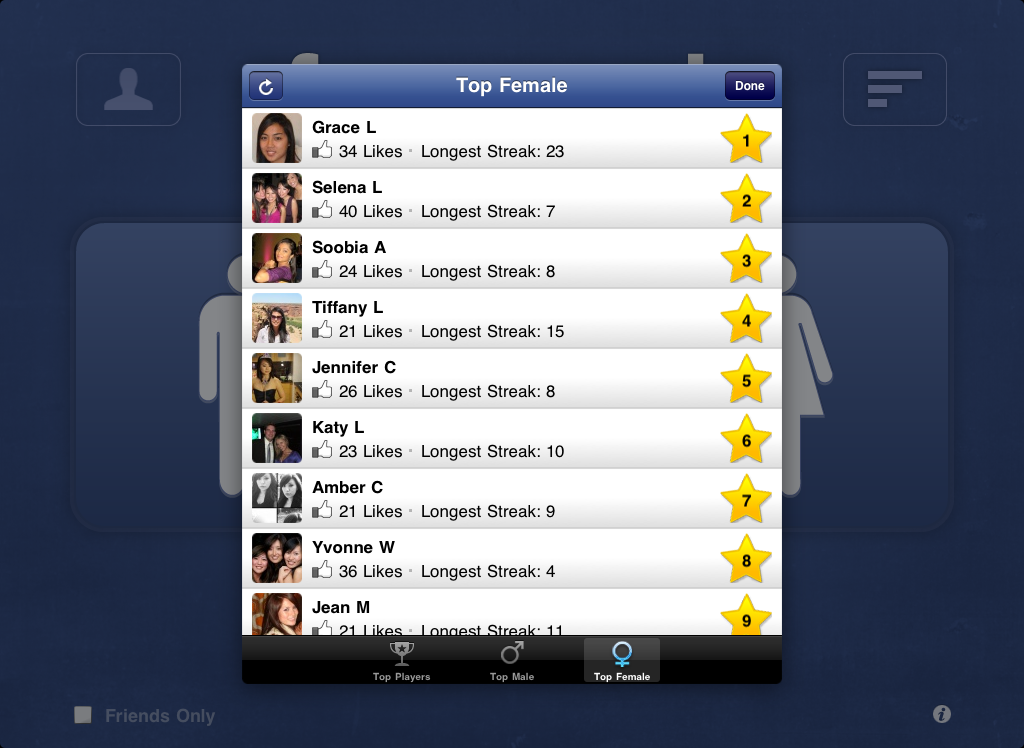 Top Female
Done
Grace L
34 Likes · Longest Streak: 23
1
Selena L
40 Likes · Longest Streak: 7
2
Soobia A
24 Likes · Longest Streak: 8
3
Tiffany L
21 Likes · Longest Streak: 15
4
Jennifer C
26 Likes · Longest Streak: 8
5
Katy L
23 Likes · Longest Streak: 10
6
Amber C
21 Likes · Longest Streak: 9
7
Yvonne W
36 Likes · Longest Streak: 4
8
Jean M
21 Likes · Longest Streak: 11
9
Top Players
Top Male
Top Female
Friends Only
i